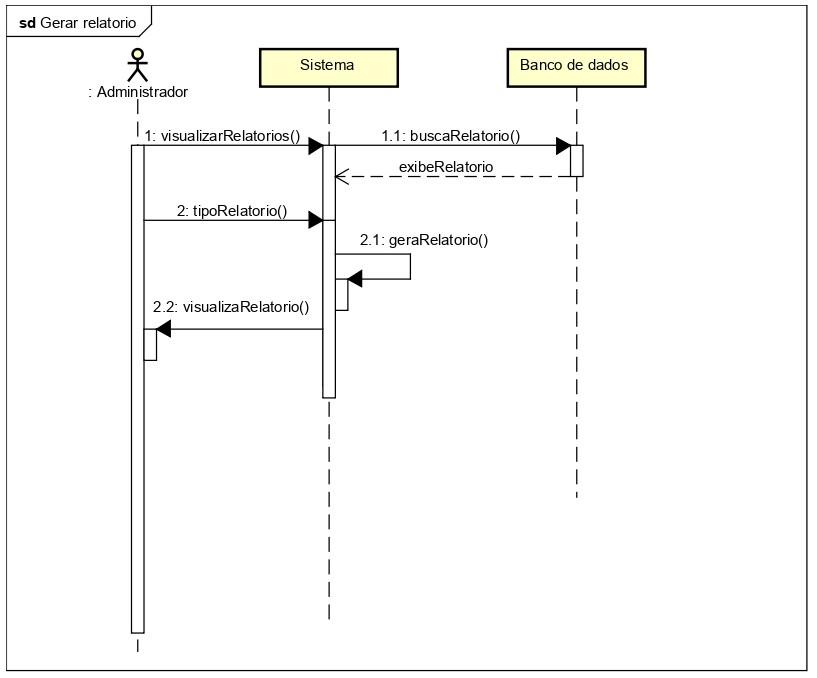 sd Gerar relatorio
: Administrador
Sistema
Banco de dados
1: visualizarRelatorios()
1.1: buscaRelatorio()
exibeRelatorio
2: tipoRelatorio()
2.1: geraRelatorio()
2.2: visualizaRelatorio()